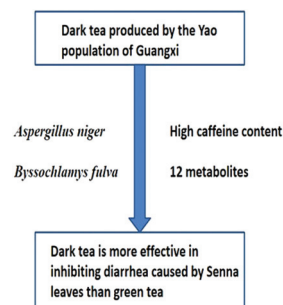 Dark tea produced by the Yao
population of Guangxi
Aspergillus niger
High caffeine content
Byssochlamys fulva
12 metabolites
Dark tea is more effective in
inhibiting diarrhea caused by Senna
leaves than green tea